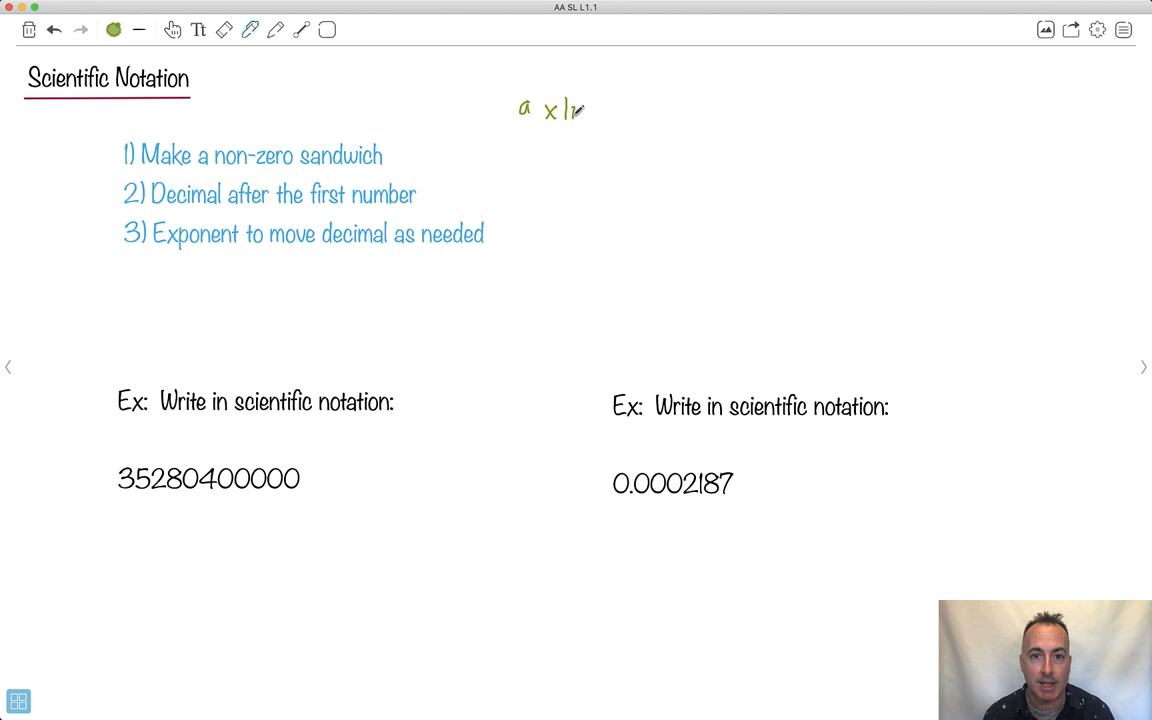 AA SL L1.1
Tt
Scientific Notation
a x 1
1) Make a non-zero sandwich
2) Decimal after the first number
3) Exponent to move decimal as needed
Ex: Write in scientific notation:
35280400000
Ex: Write in scientific notation:
0.0002187